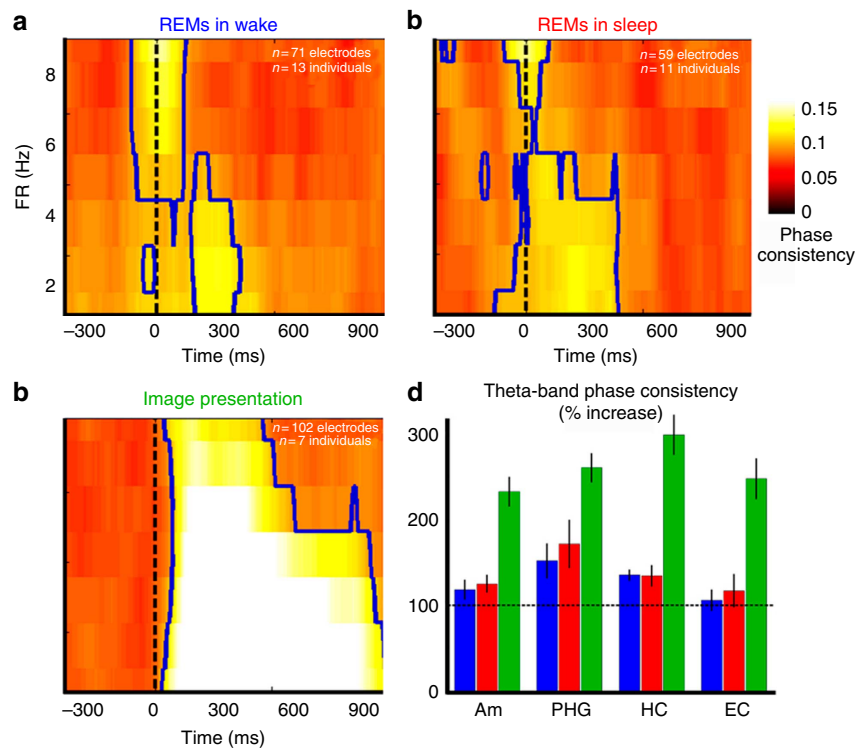 a
REMs in wake
n = 71 electrodes
n = 13 individuals
8
6
4
2
FR (Hz)
–300 0 300 600 900
Time (ms)
b
REMs in sleep
n = 59 electrodes
n = 11 individuals
–300 0 300 600 900
Time (ms)
0.15
0.1
0.05
0
Phase
consistency
b
Image presentation
n = 102 electrodes
n = 7 individuals
–300 0 300 600 900
Time (ms)
d
Theta-band phase consistency
(% increase)
300
200
100
0
Am PHG HC EC